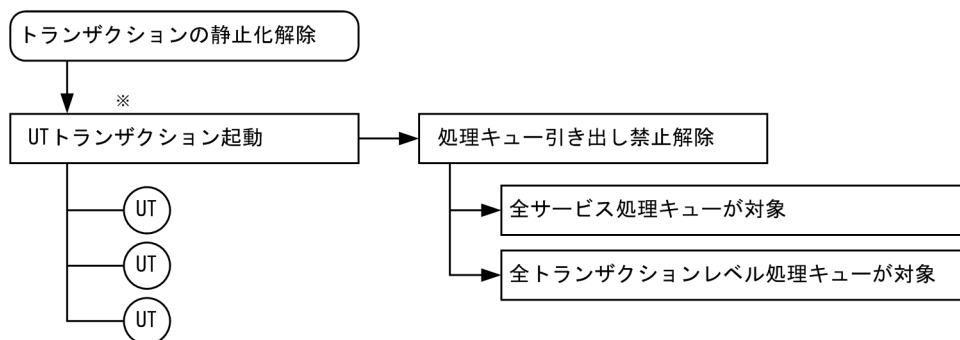 トランザクションの静止化解除
※
UTトランザクション起動
処理キュー引き出し禁止解除
UT
全サービス処理キューが対象
UT
全トランザクションレベル処理キューが対象
UT